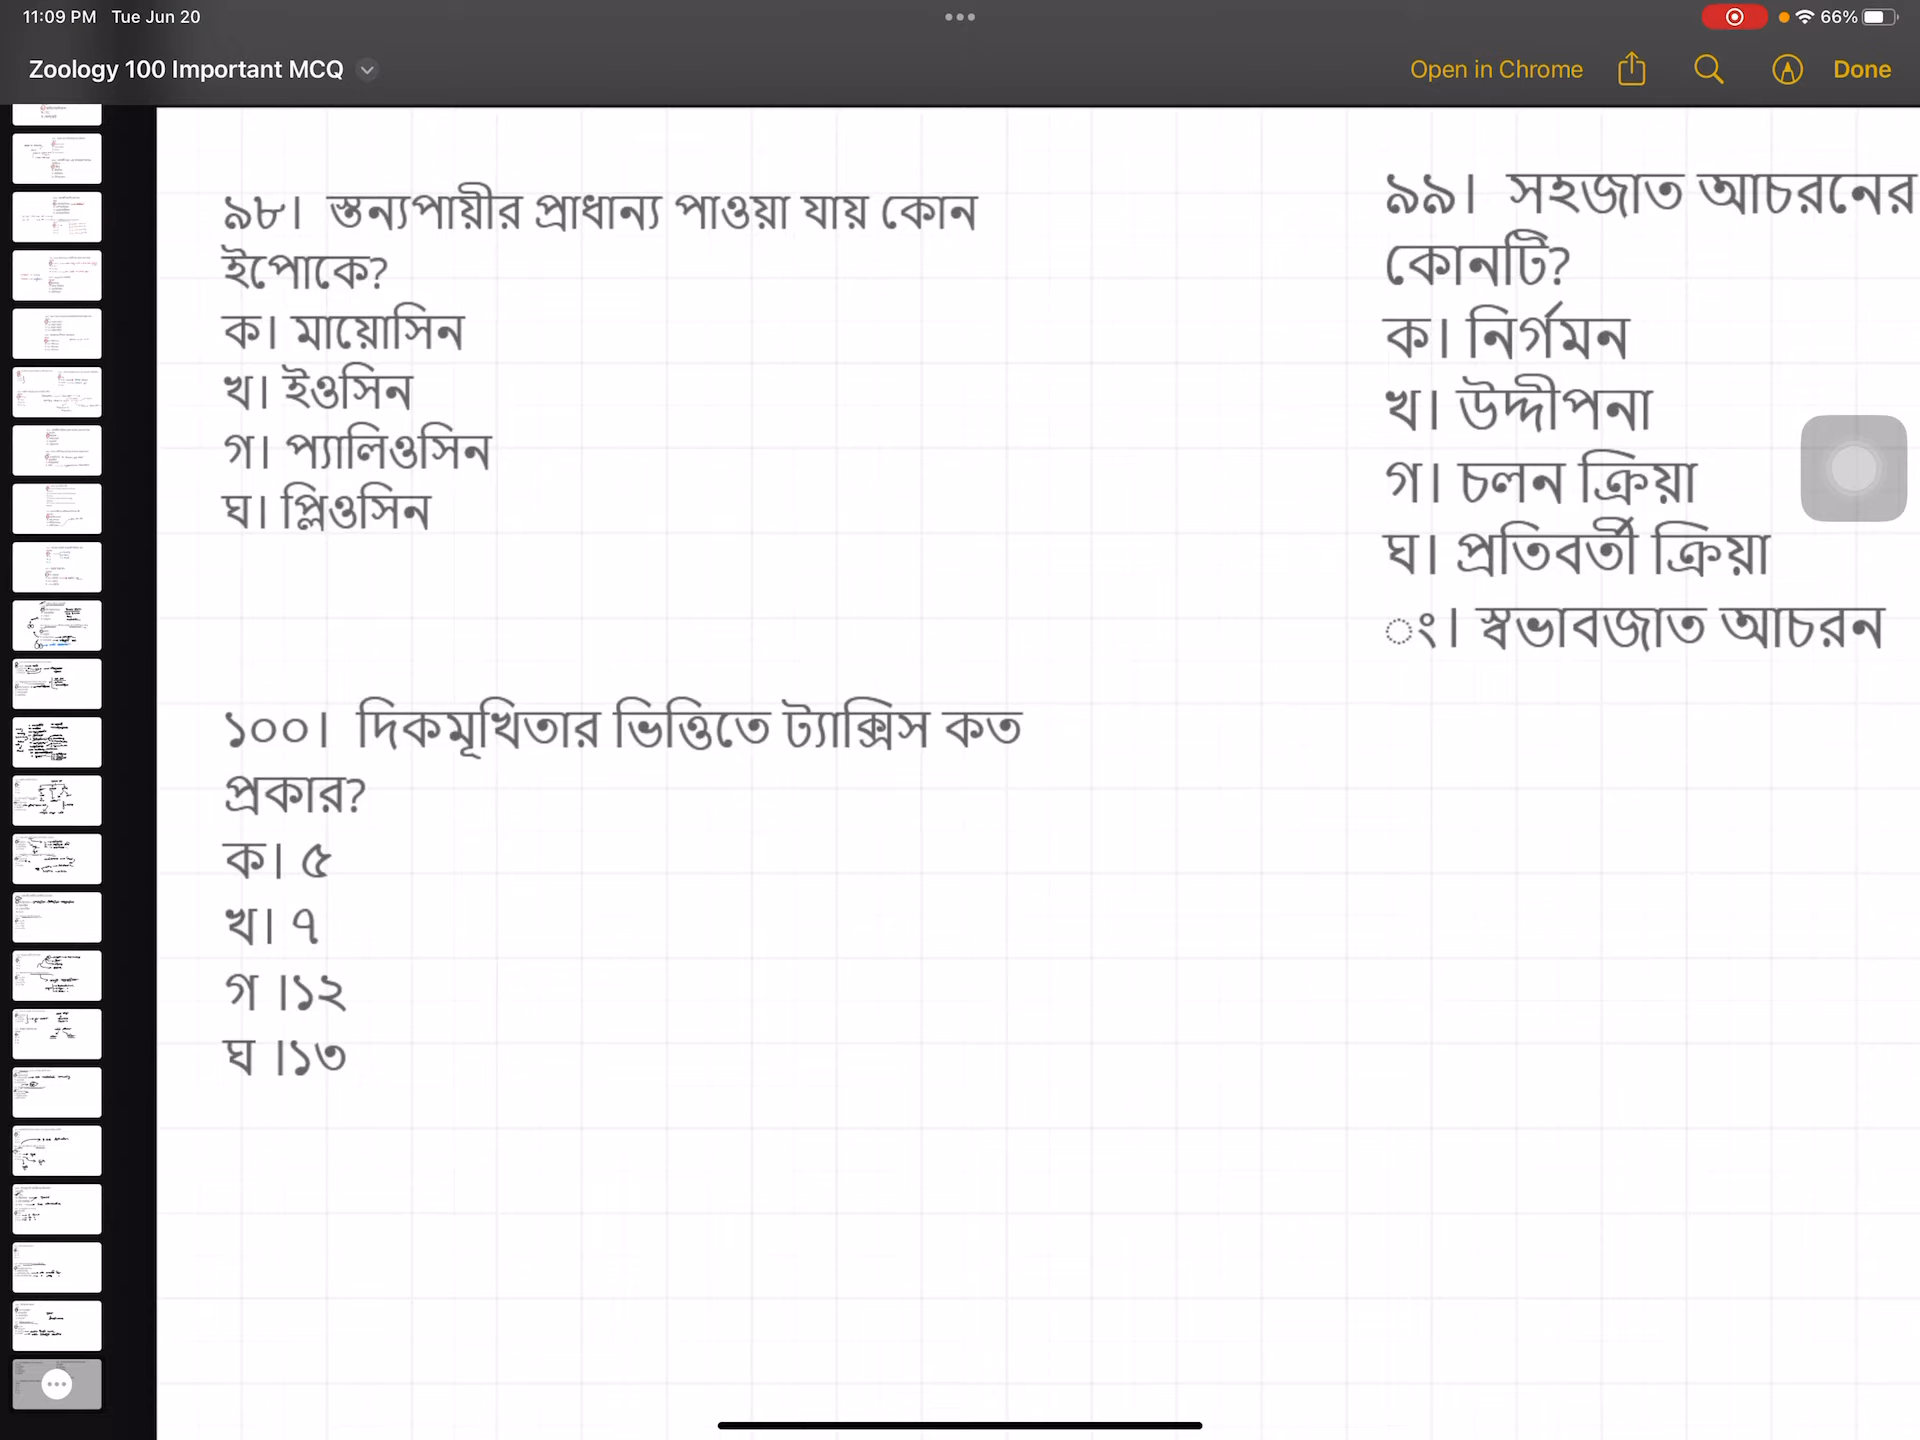 11:09 PM Tue Jun 20
66%
Zoology 100 Important MCQ
Open in Chrome
Done
৯৮। স্তন্যপায়ীর প্রাধান্য পাওয়া যায় কোন
ইপোকে?
ক। মায়োসিন
খ। ইওসিন
গ। প্যালিওসিন
ঘ। প্লিওসিন
১০০। দিকমূখিতার ভিত্তিতে ট্যাক্সিস কত
প্রকার?
ক। ৫
খ। ৭
গ ।১২
ঘ ।১৩
৯৯। সহজাত আচরনের
কোনটি?
ক। নির্গমন
খ। উদ্দীপনা
গ। চলন ক্রিয়া
ঘ। প্রতিবর্তী ক্রিয়া
ং। স্বভাবজাত আচরন